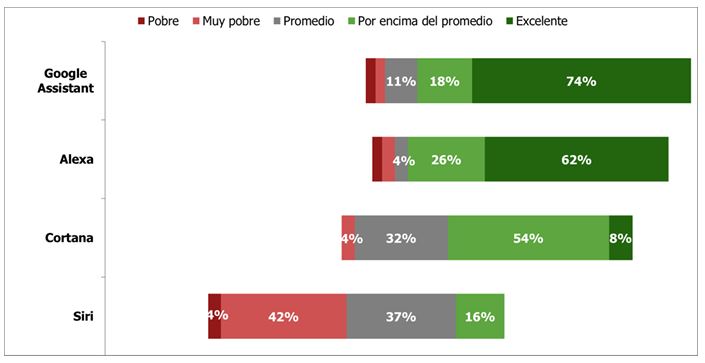 Pobre Muy pobre Promedio Por encima del promedio Excelente
Google
Assistant
11% 18% 74%
Alexa
4% 26% 62%
Cortana
4% 32% 54% 8%
Siri
4% 42% 37% 16%